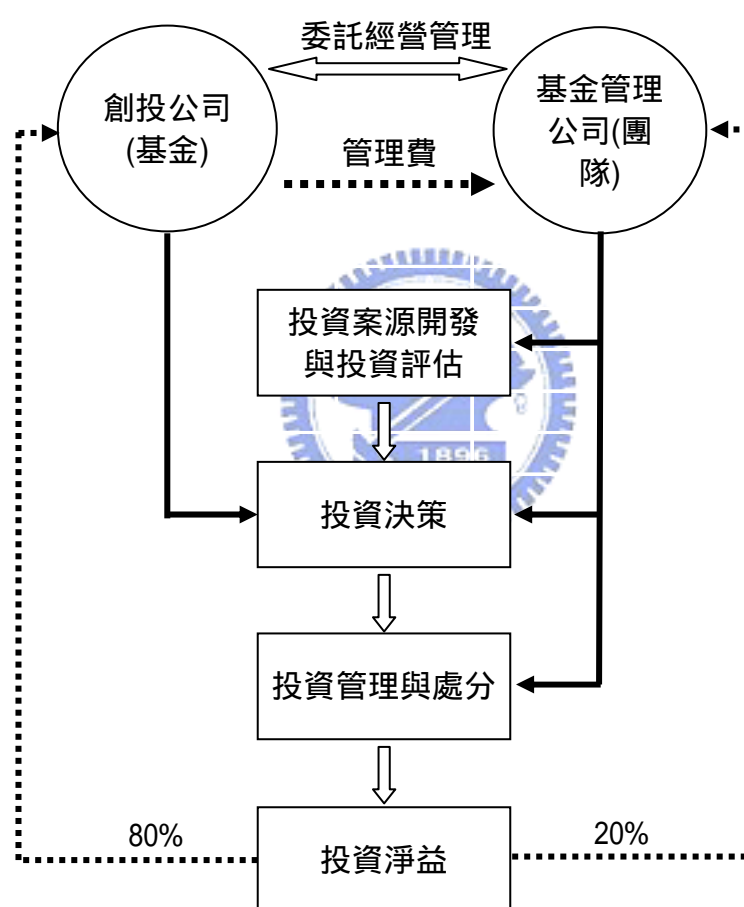 委託經營管理
創投公司
(基金)
基金管理
公司(團
隊)
管理費
投資案源開發
與投資評估
1896
投資決策
投資管理與處分
80%
投資淨益
20%